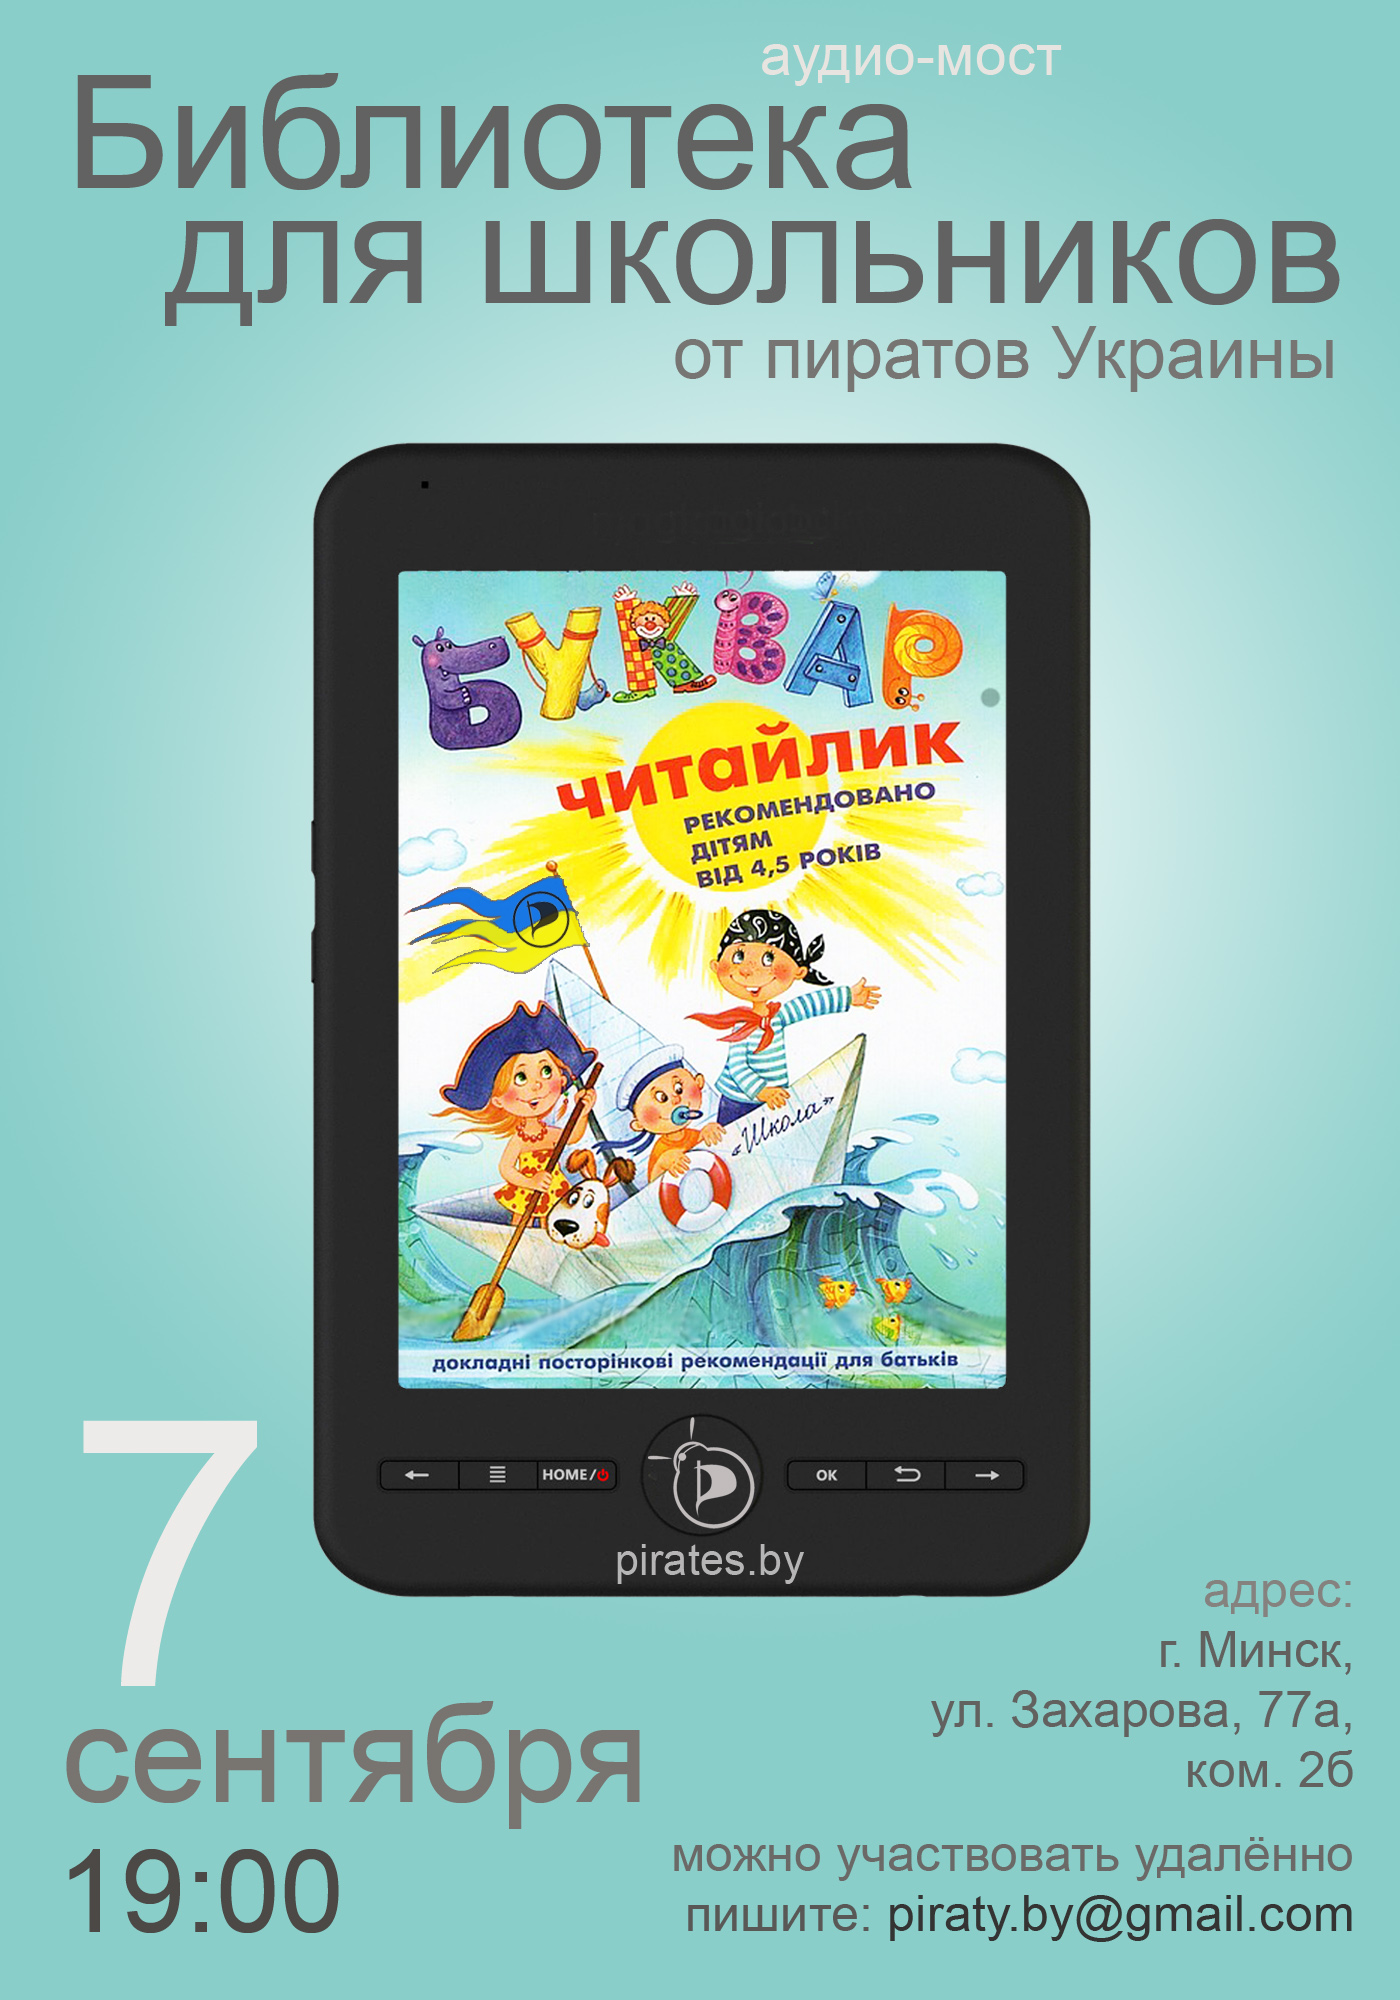 аудио-мост
Библиотека
для школьников
от пиратов Украины
БУКВАР
читайлик
РЕКОМЕНДОВАНО
ДІТЯМ
ВІД 4,5 РОКІВ
«Школа»
докладні посторінкові рекомендації для батьків
HOME/
OK
pirates.by
7
сентября
19:00
адрес:
г. Минск,
ул. Захарова, 77а,
ком. 2б
можно участвовать удалённо
пишите: piraty.by@gmail.com